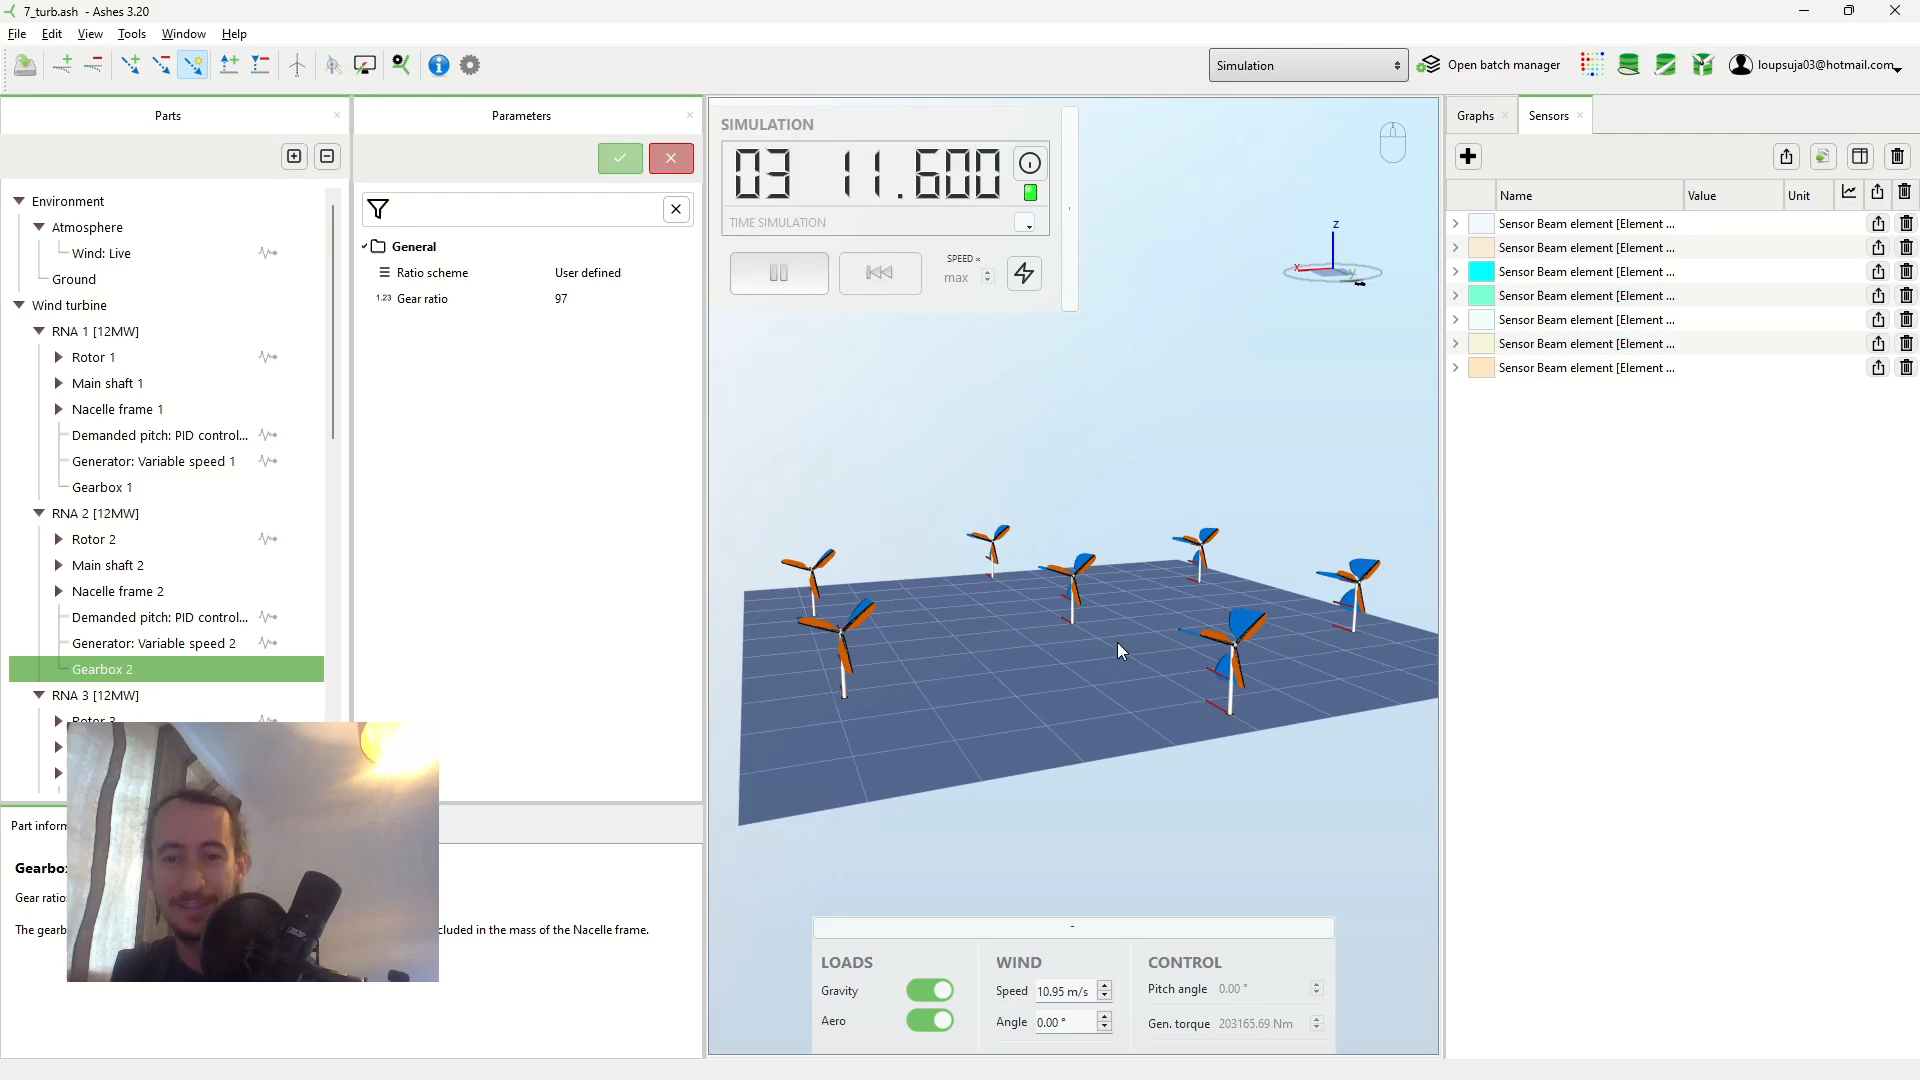 7_turb.ash - Ashes 3.20
File Edit View Tools Window Help
Simulation
Open batch manager
loupsuja03@hotmail.com
Parts
Parameters
Environment
Atmosphere
Wind: Live
Ground
Wind turbine
RNA 1 [12MW]
Rotor 1
Main shaft 1
Nacelle frame 1
Demanded pitch: PID control...
Generator: Variable speed 1
Gearbox 1
RNA 2 [12MW]
Rotor 2
Main shaft 2
Nacelle frame 2
Demanded pitch: PID control...
Generator: Variable speed 2
Gearbox 2
RNA 3 [12MW]
Rotor 3
General
Ratio scheme User defined
1.23 Gear ratio 97
Part inform
Gearbo
Gear ratio
The gearb
cluded in the mass of the Nacelle frame.
SIMULATION
03 11.600
TIME SIMULATION
SPEED ×
max
z
x
y
-
LOADS
Gravity
Aero
WIND
Speed 10.95 m/s
Angle 0.00 °
CONTROL
Pitch angle 0.00 °
Gen. torque 203165.69 Nm
Graphs
Sensors
Name Value Unit
Sensor Beam element [Element ...
Sensor Beam element [Element ...
Sensor Beam element [Element ...
Sensor Beam element [Element ...
Sensor Beam element [Element ...
Sensor Beam element [Element ...
Sensor Beam element [Element ...